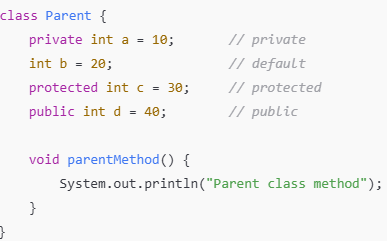 class Parent {
    private int a = 10;       // private
    int b = 20;               // default
    protected int c = 30;     // protected
    public int d = 40;        // public

    void parentMethod() {
        System.out.println("Parent class method");
    }
}